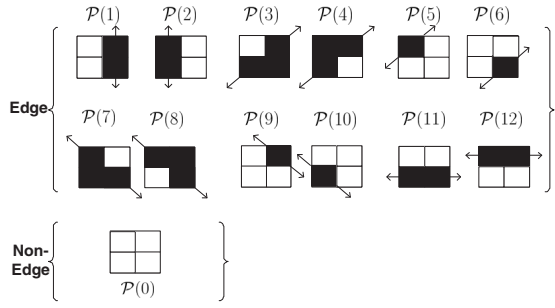 𝒫(1) 𝒫(2) 𝒫(3) 𝒫(4) 𝒫(5) 𝒫(6)
Edge
𝒫(7) 𝒫(8) 𝒫(9) 𝒫(10) 𝒫(11) 𝒫(12)
Non-
Edge
𝒫(0)